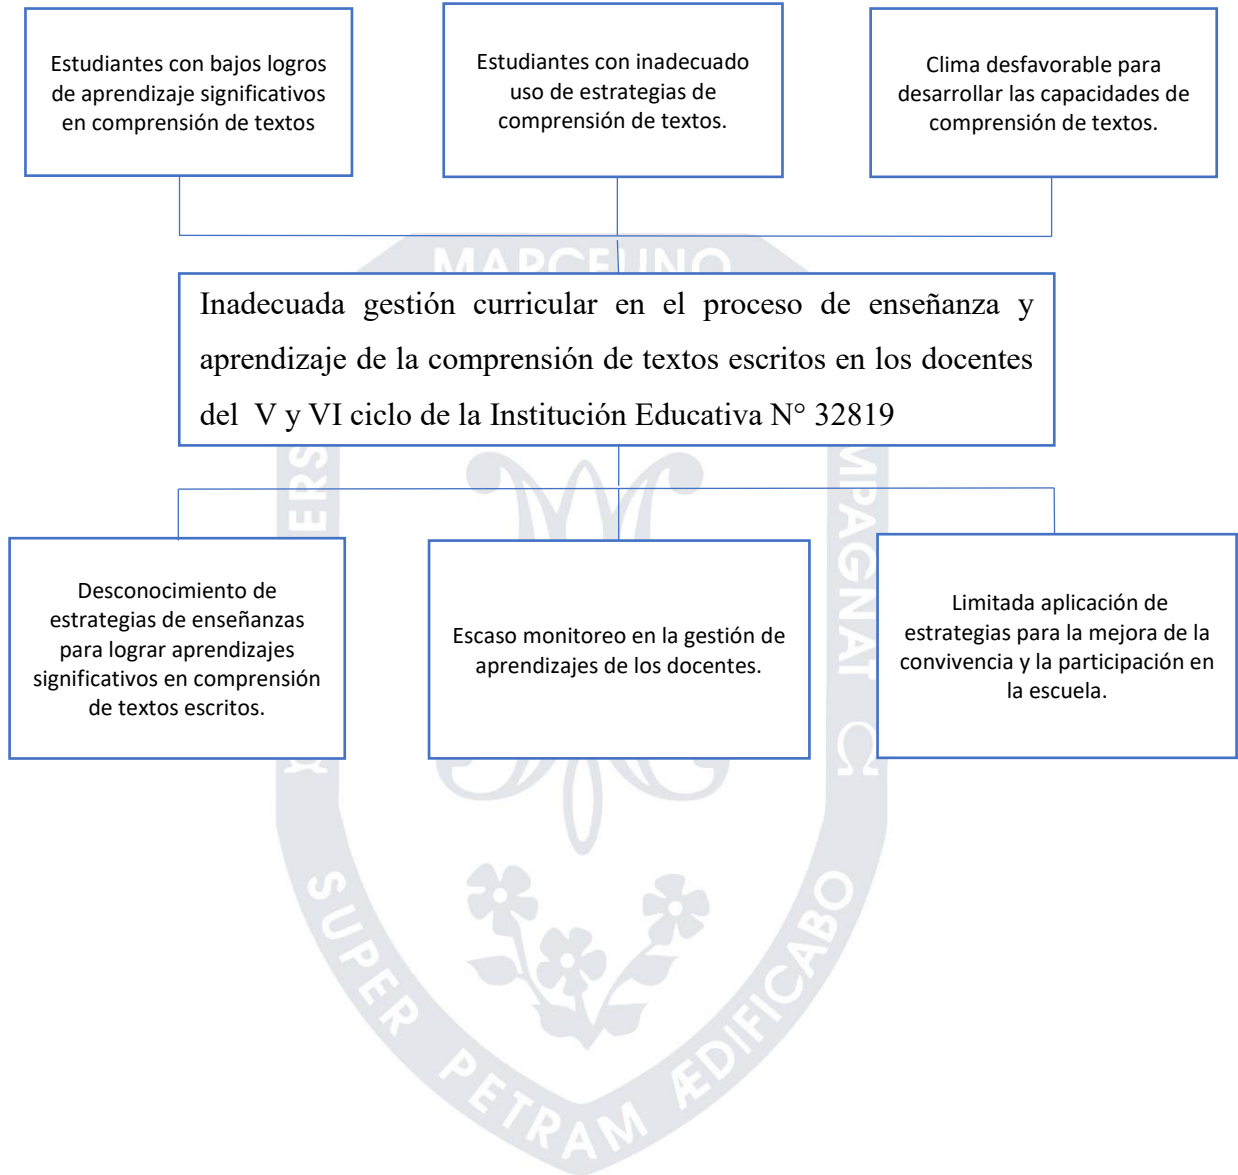 Estudiantes con bajos logros
de aprendizaje significativos
en comprensión de textos
Estudiantes con inadecuado
uso de estrategias de
comprensión de textos.
Clima desfavorable para
desarrollar las capacidades de
comprensión de textos.
MARCELINO
Inadecuada gestión curricular en el proceso de enseñanza y
aprendizaje de la comprensión de textos escritos en los docentes
del V y VI ciclo de la Institución Educativa N° 32819
ERS
MPAGNAT Ω
Desconocimiento de
estrategias de enseñanzas
para lograr aprendizajes
significativos en comprensión
de textos escritos.
Escaso monitoreo en la gestión de
aprendizajes de los docentes.
Limitada aplicación de
estrategias para la mejora de la
convivencia y la participación en
la escuela.
SUPER PETRAM ÆDIFICABO